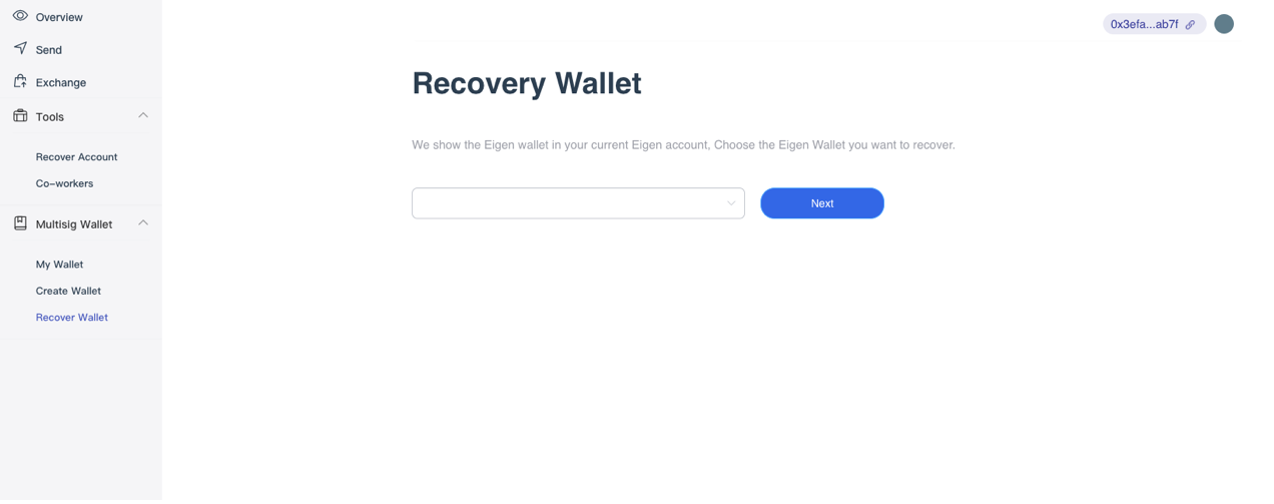 Overview
Send
Exchange
Tools
Recover Account
Co-workers
Multisig Wallet
My Wallet
Create Wallet
Recover Wallet
0x3efa...ab7f
Recovery Wallet
We show the Eigen wallet in your current Eigen account, Choose the Eigen Wallet you want to recover.
Next